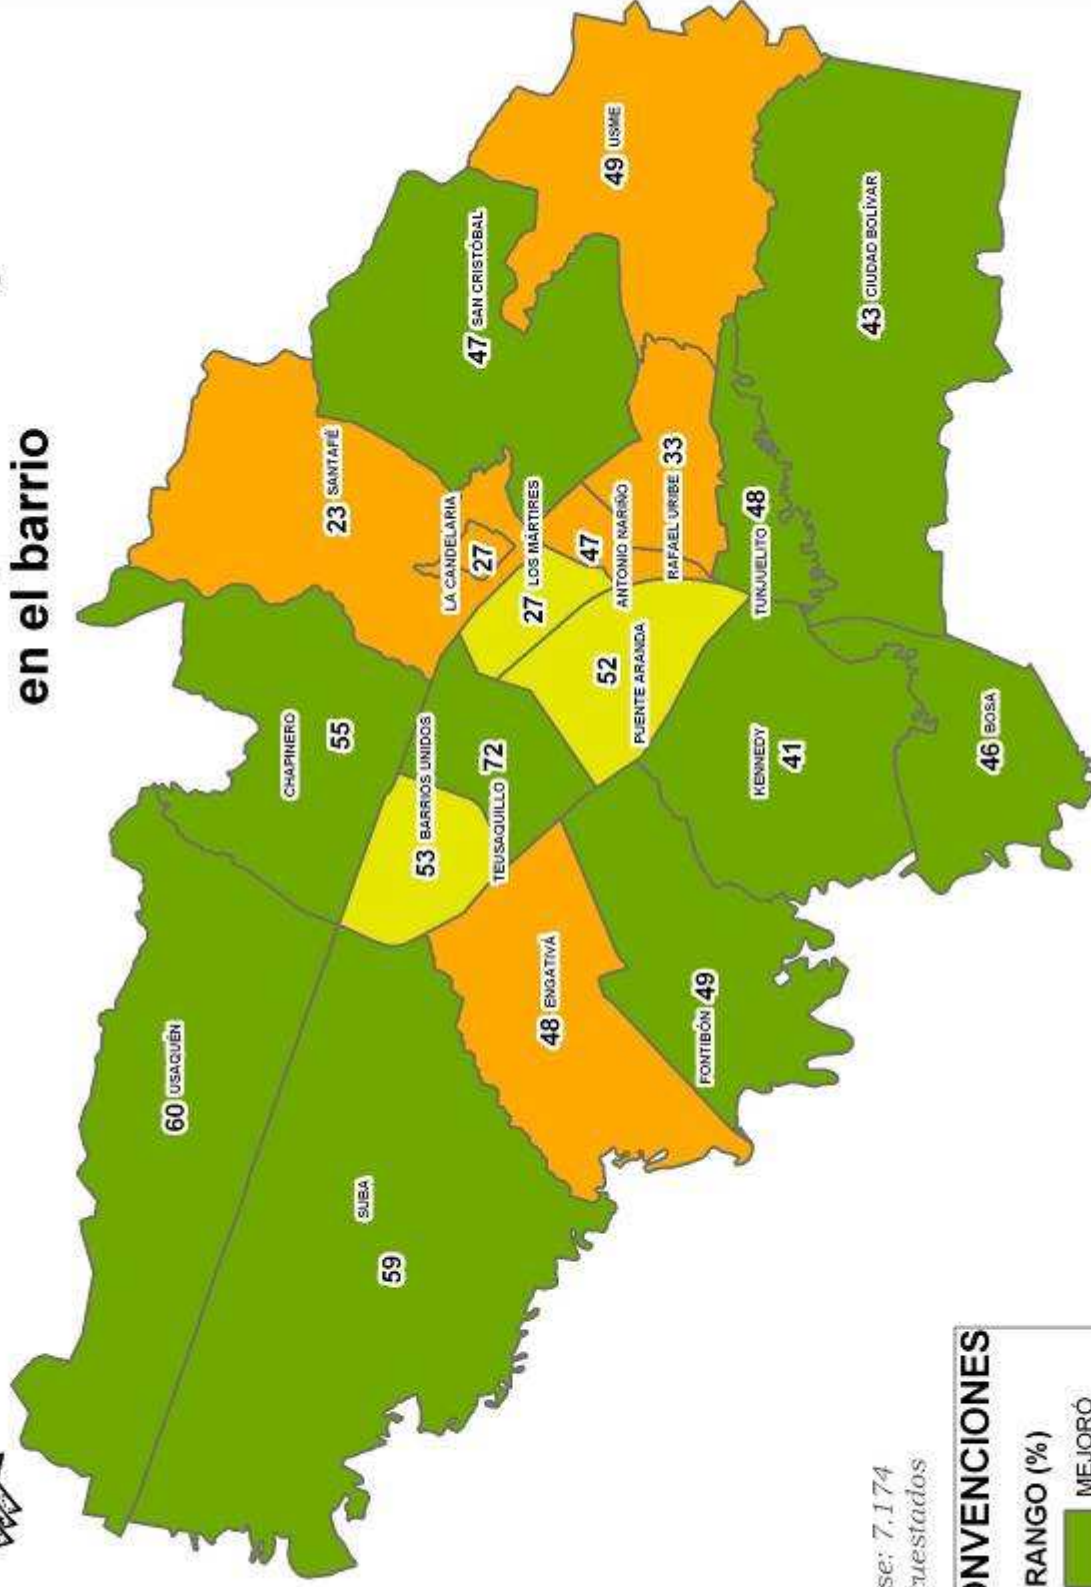 en el barrio
60 USAQUÉN
SUBA
59
CHAPINERO
55
53 BARRIOS UNIDOS
TEUSAQUILLO 72
48 ENGATIVÁ
FONTIBÓN 49
23 SANTAFÉ
LA CANDELARIA
27
27 LOS MÁRTIRES
47
ANTONIO NARIÑO
52
PUENTE ARANDA
RAFAEL URIBE 33
47 SAN CRISTÓBAL
49 USME
TUNJUELITO 48
KENNEDY
41
46 BOSA
43 CIUDAD BOLÍVAR
se: 7.174
cuestados
ONVENCIONES
RANGO (%)
MEJORÓ